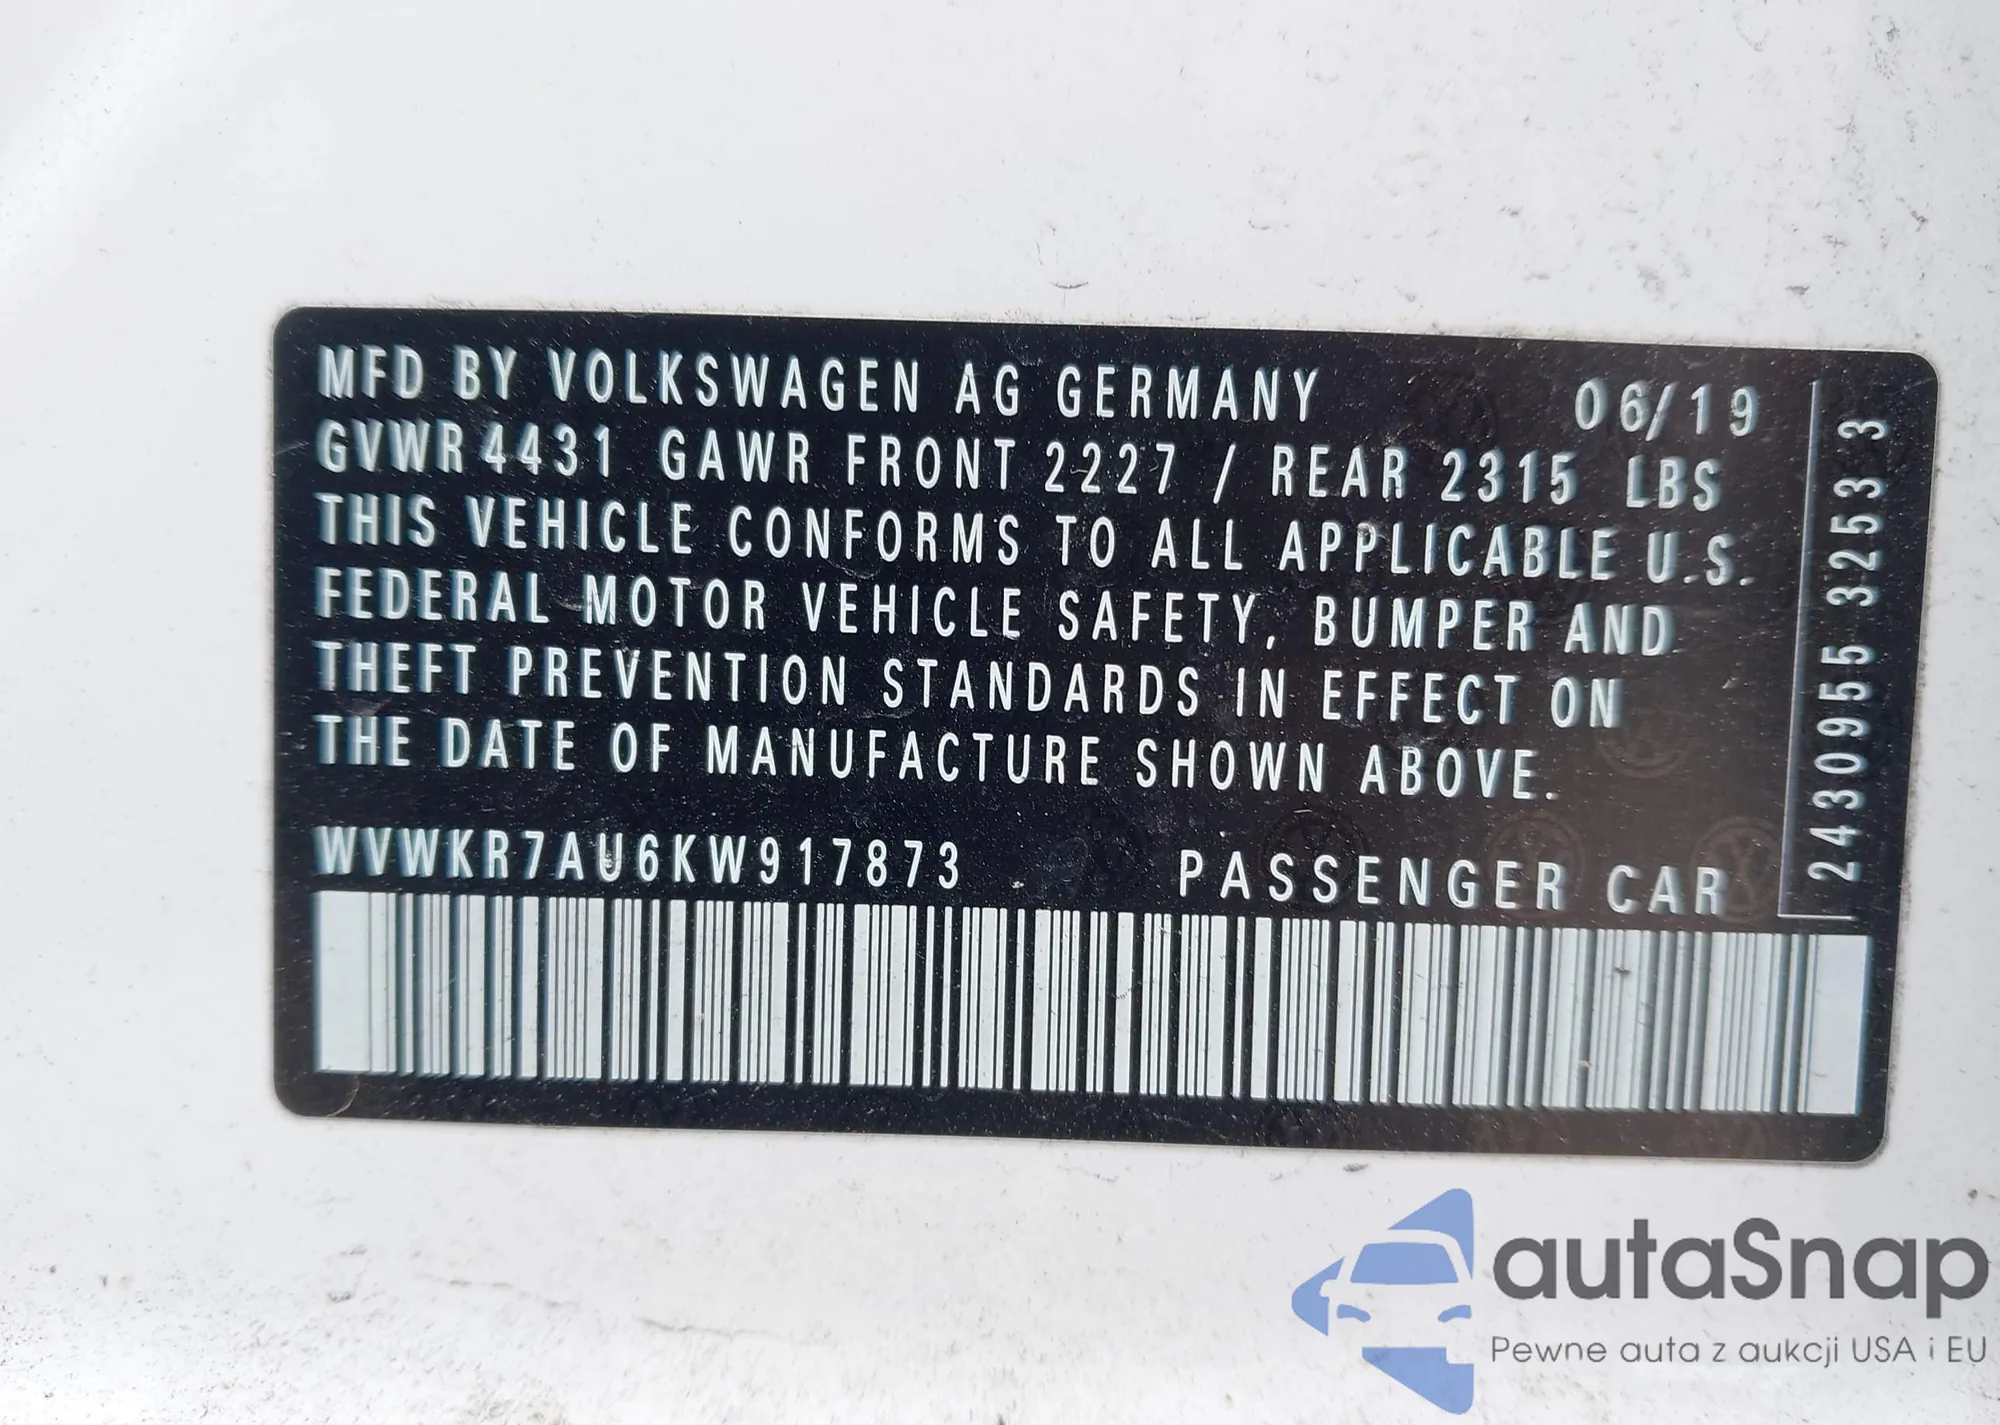 MFD BY VOLKSWAGEN AG GERMANY 06/19
GVWR 4431 GAWR FRONT 2227 / REAR 2315 LBS
THIS VEHICLE CONFORMS TO ALL APPLICABLE U.S.
FEDERAL MOTOR VEHICLE SAFETY, BUMPER AND
THEFT PREVENTION STANDARDS IN EFFECT ON
THE DATE OF MANUFACTURE SHOWN ABOVE.
WVWKR7AU6KW917873 PASSENGER CAR
2430955 3253 3
autaSnap
Pewne auta z aukcji USA i EU